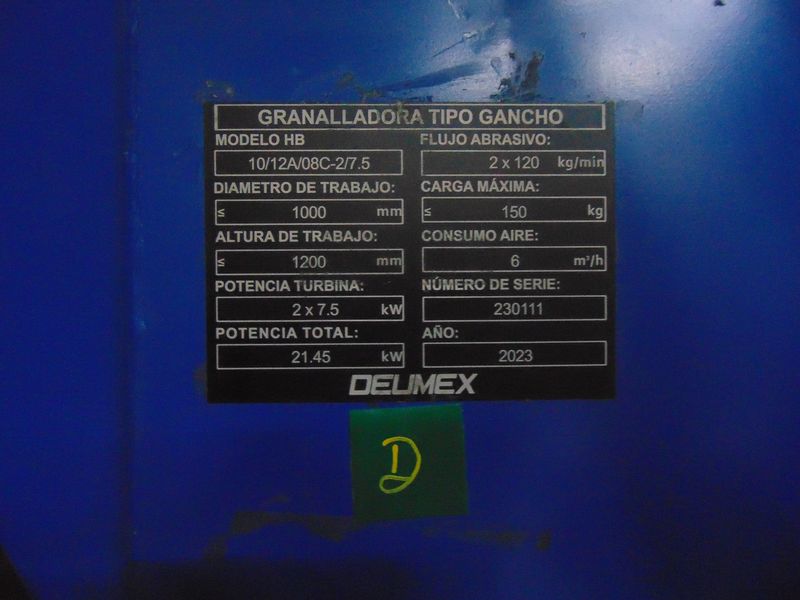 GRANALLADORA TIPO GANCHO
MODELO HB
10/12A/08C-2/7.5
FLUJO ABRASIVO:
2 x 120 kg/min
DIAMETRO DE TRABAJO:
≤ 1000 mm
CARGA MÁXIMA:
≤ 150 kg
ALTURA DE TRABAJO:
≤ 1200 mm
CONSUMO AIRE:
6 m³/h
POTENCIA TURBINA:
2 x 7.5 kW
NÚMERO DE SERIE:
230111
POTENCIA TOTAL:
21.45 kW
AÑO:
2023
DELIMEX
D